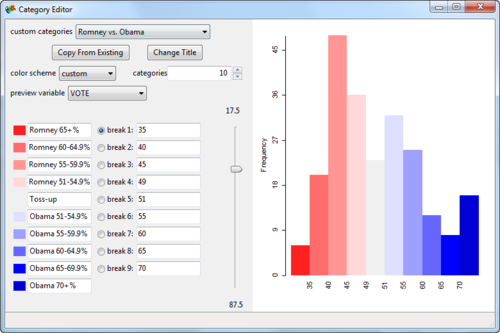 Category Editor
custom categories Romney vs. Obama
Copy From Existing Change Title
color scheme custom categories 10
preview variable VOTE
17.5
Romney 65+% break 1: 35
Romney 60-64.9% break 2: 40
Romney 55-59.9% break 3: 45
Romney 51-54.9% break 4: 49
Toss-up break 5: 51
Obama 51-54.9% break 6: 55
Obama 55-59.9% break 7: 60
Obama 60-64.9% break 8: 65
Obama 65-69.9% break 9: 70
Obama 70+%
87.5
Frequency
45
36
27
18
9
0
35 40 45 49 51 55 60 65 70